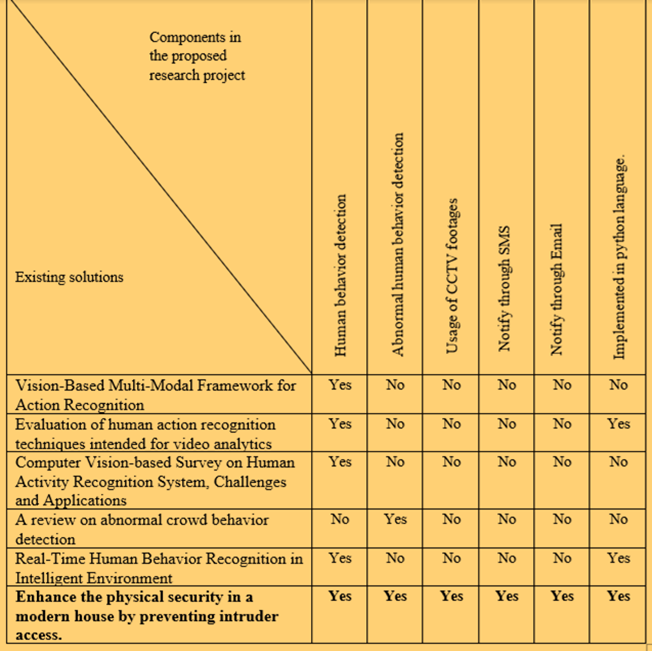 Components in
the proposed
research project
Existing solutions
Human behavior detection
Abnormal human behavior detection
Usage of CCTV footages
Notify through SMS
Notify through Email
Implemented in python language.
Vision-Based Multi-Modal Framework for
Action Recognition
Yes No No No No No
Evaluation of human action recognition
techniques intended for video analytics
Yes No No No No Yes
Computer Vision-based Survey on Human
Activity Recognition System, Challenges
and Applications
Yes No No No No No
A review on abnormal crowd behavior
detection
No Yes No No No No
Real-Time Human Behavior Recognition in
Intelligent Environment
Yes No No No No Yes
Enhance the physical security in a
modern house by preventing intruder
access.
Yes Yes Yes Yes Yes Yes